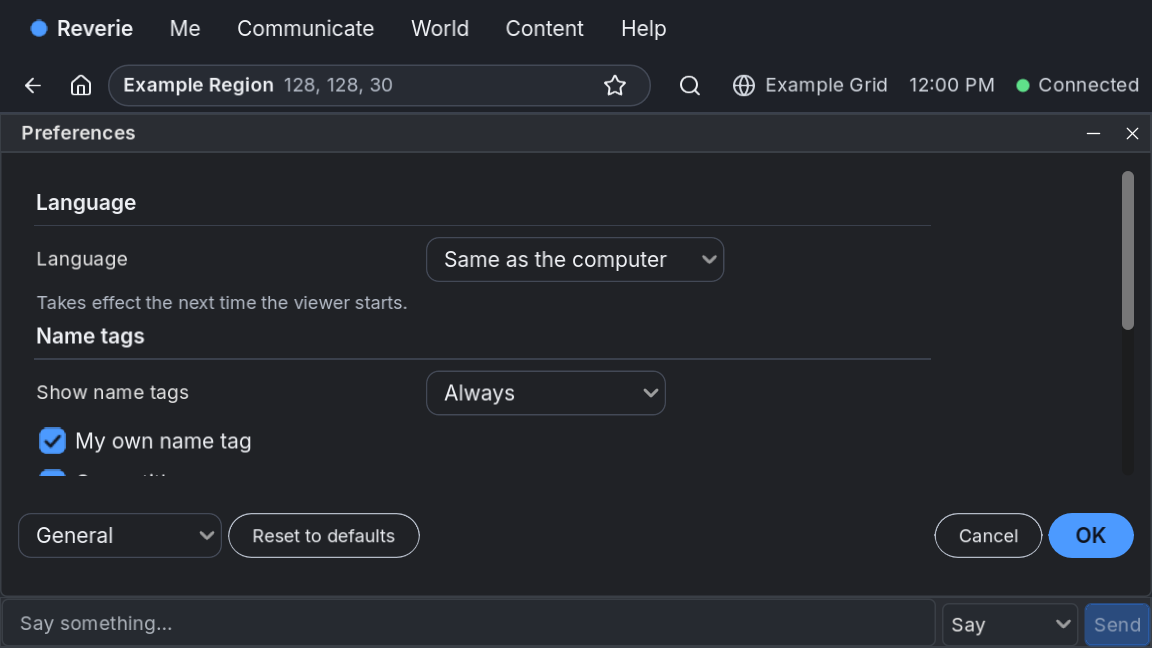 Reverie Me Communicate World Content Help
Example Region 128, 128, 30 Example Grid 12:00 PM Connected
Preferences
Language
Language Same as the computer
Takes effect the next time the viewer starts.
Name tags
Show name tags Always
My own name tag
General Reset to defaults Cancel OK
Say something... Say Send